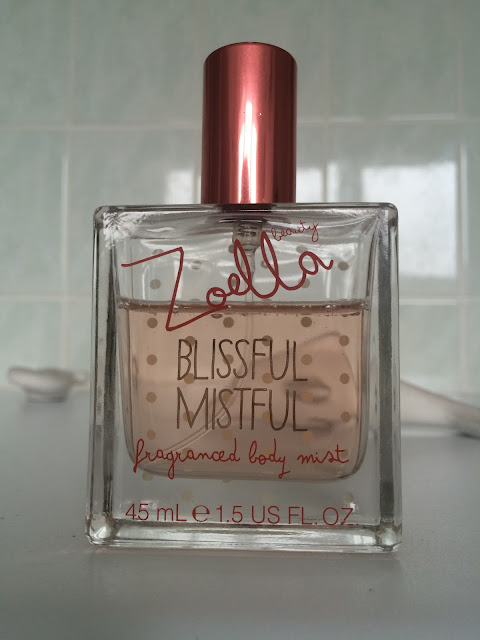 beauty
Zoella
BLISSFUL
MISTFUL
fragranced body mist
45 mL e 1.5 US FL. OZ.